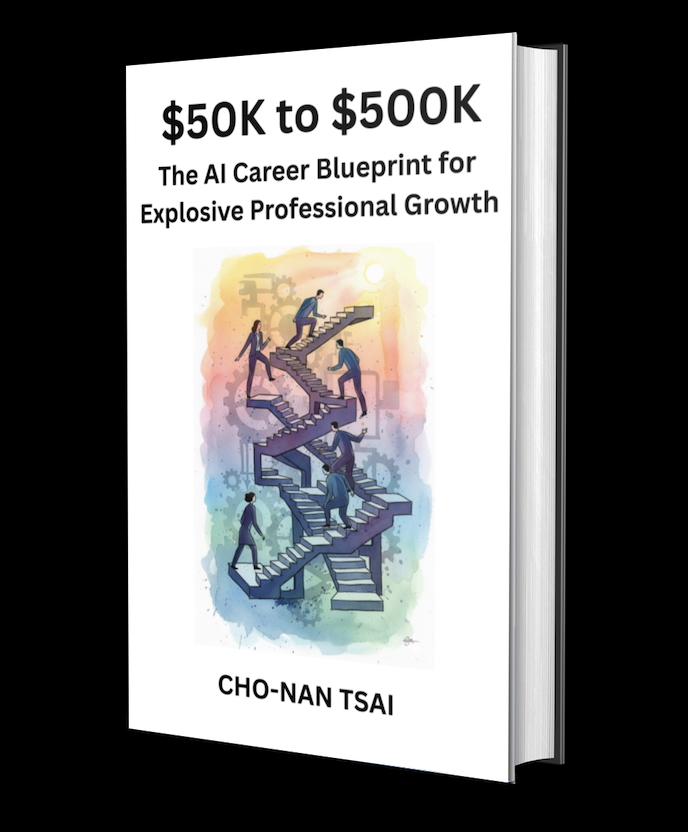 $50K to $500K
The AI Career Blueprint for
Explosive Professional Growth
CHO-NAN TSAI